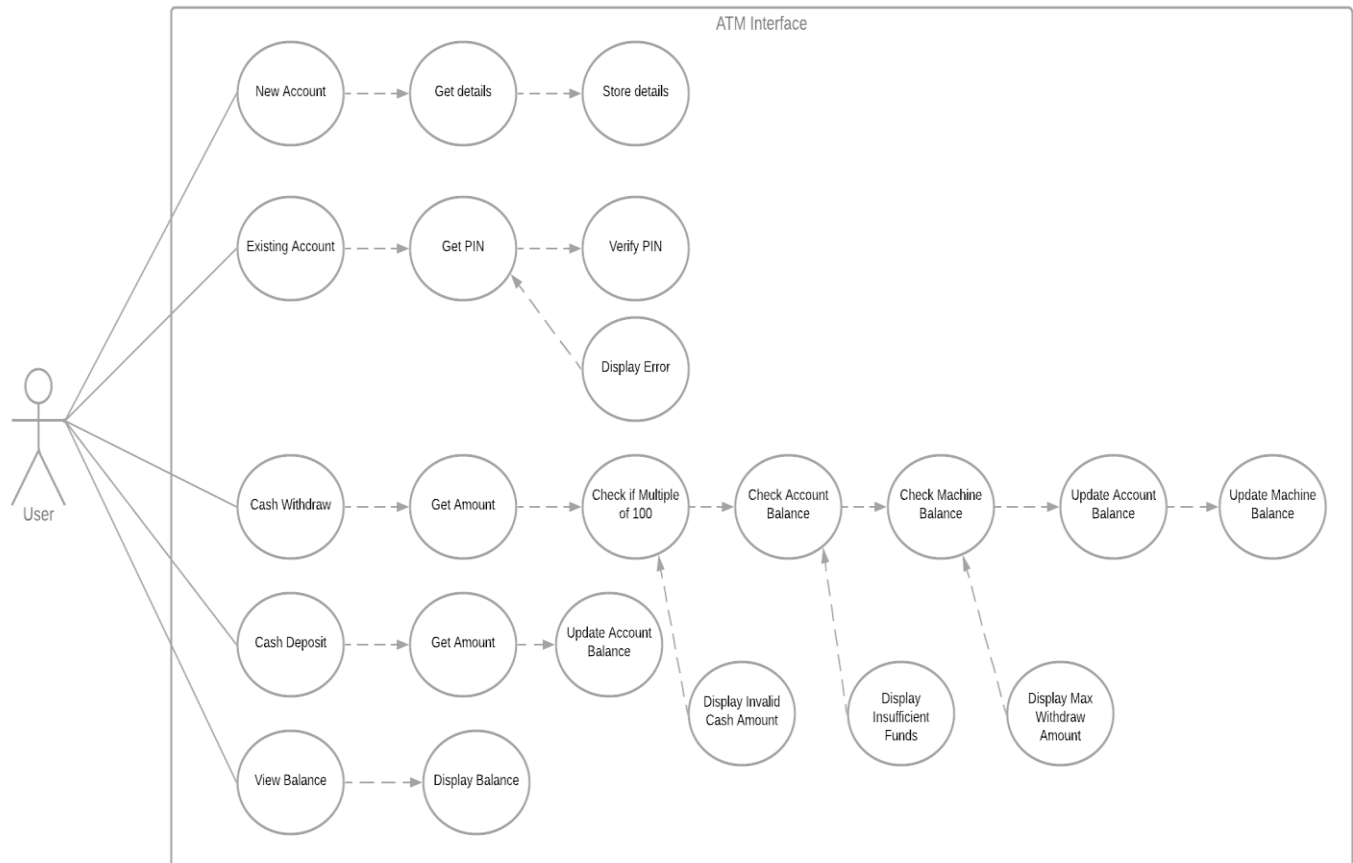 ATM Interface
New Account
Get details
Store details
Existing Account
Get PIN
Verify PIN
Display Error
User
Cash Withdraw
Get Amount
Check if Multiple
of 100
Check Account
Balance
Check Machine
Balance
Update Account
Balance
Update Machine
Balance
Cash Deposit
Get Amount
Update Account
Balance
Display Invalid
Cash Amount
Display
Insufficient
Funds
Display Max
Withdraw
Amount
View Balance
Display Balance